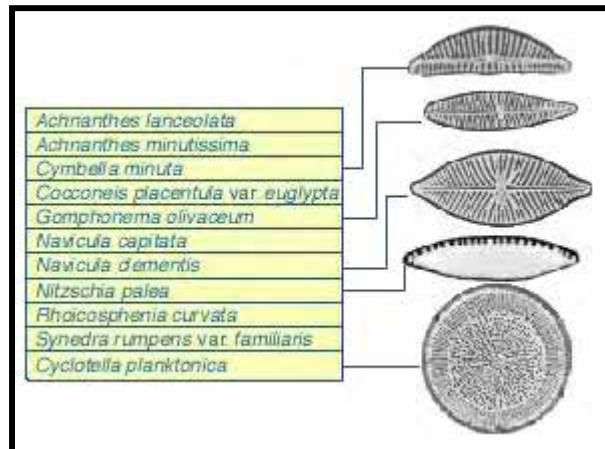 Achnanthes lanceolata
Achnanthes minutissima
Cymbella minuta
Cocconeis placentula var. euglypta
Gomphonema olivaceum
Navicula capitata
Navicula clementis
Nitzschia palea
Rhoicosphenia curvata
Synedra rumpens var. familiaris
Cyclotella planktonica